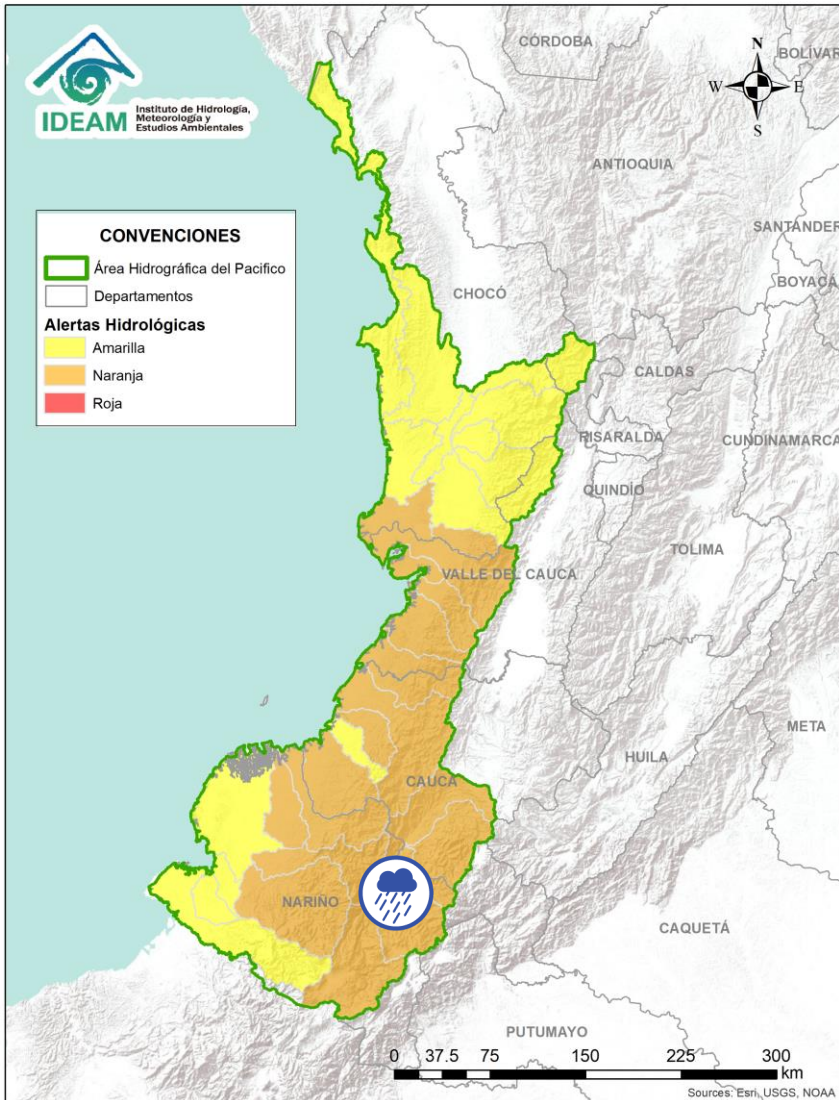 IDEAM
Instituto de Hidrología,
Meteorología y
Estudios Ambientales
CÓRDOBA
BOLÍVAR
N
W
E
S
ANTIOQUIA
SANTANDER
BOYACÁ
CONVENCIONES
Área Hidrográfica del Pacifico
Departamentos
Alertas Hidrológicas
Amarilla
Naranja
Roja
CHOCÓ
CALDAS
RISARALDA
CUNDINAMARCA
QUINDÍO
TOLIMA
VALLE DEL CAUCA
META
HUILA
CAUCA
NARIÑO
CAQUETÁ
PUTUMAYO
0 37.5 75 150 225 300
km
Sources: Esri, USGS, NOAA